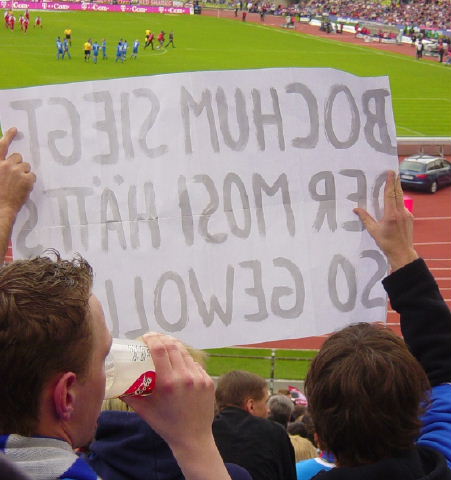 BOCHUM SIEGT
DER MOSI HÄTT'S
SO GEWOLL